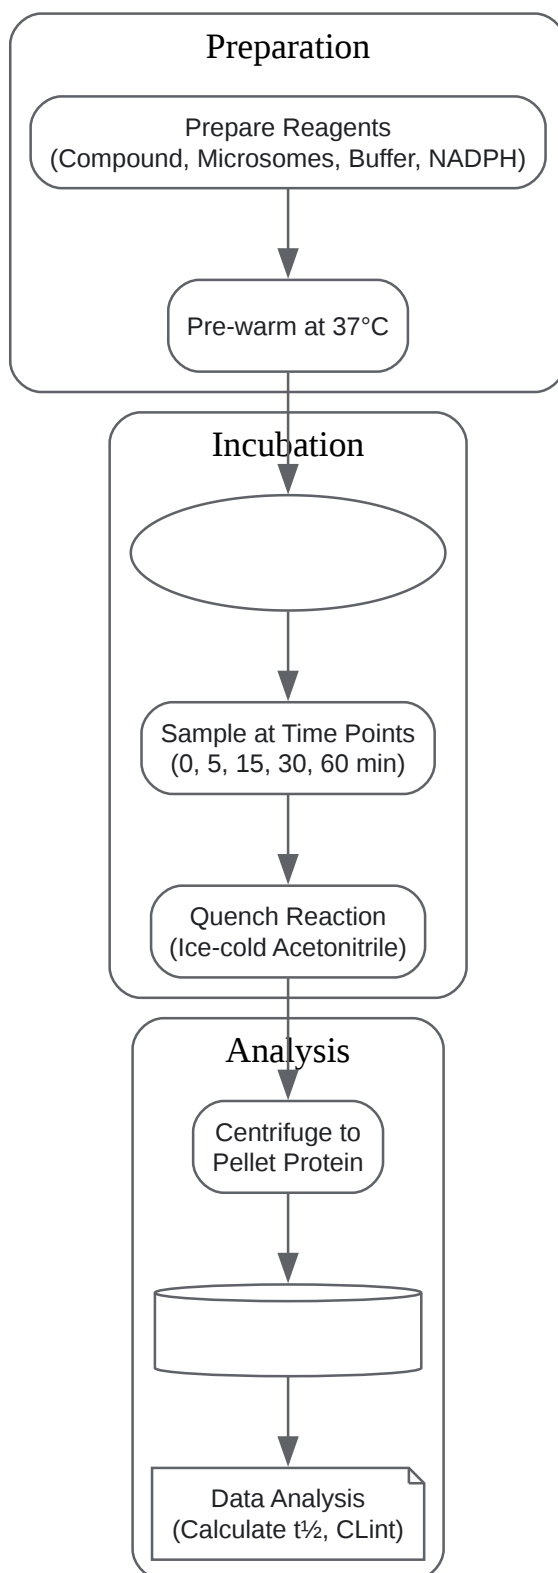 Preparation
Prepare Reagents
(Compound, Microsomes, Buffer, NADPH)
Pre-warm at 37°C
Incubation
Sample at Time Points
(0, 5, 15, 30, 60 min)
Quench Reaction
(Ice-cold Acetonitrile)
Analysis
Centrifuge to
Pellet Protein
Data Analysis
(Calculate t½, CLint)